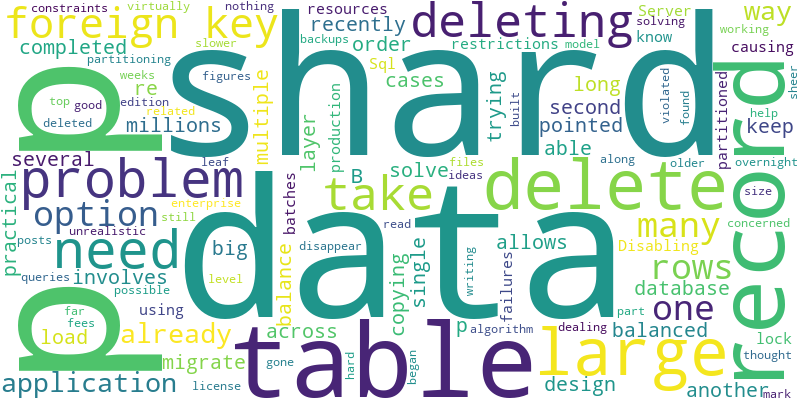 constraints virtually nothing resources recently Server way
foreign key deleting
completed order restrictions model know
slower backups Sql cases solving working causing
partitioning re weeks figures multiple trying
p shard
top good edition related long
deleted millions layer production built second violated found partitioned sheer
pointed keep help
several leaf batches solve able along older overnight
problem take delete record
practical files enterprise B ideas
option still many size
posts unrealistic disappear read allows Disabling concerned
need data
big copying single writing failures rows
queries level balance database
involves across possible using p one part
far fees load already algorithm dealing balanced lock
p migrate gone hard began design thought
table large
application license another mark